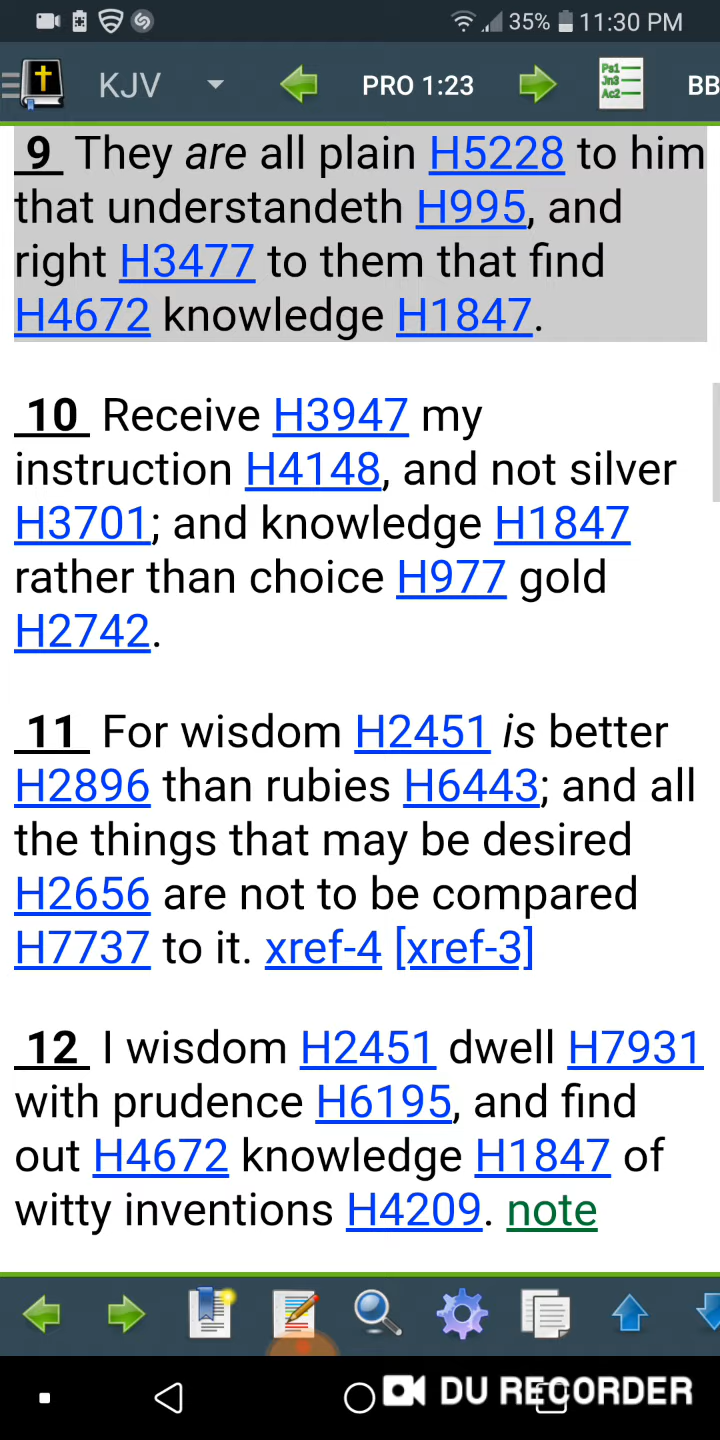 35% 11:30 PM
KJV PRO 1:23 Ps1 Jn3 Ac2 BB
9 They are all plain H5228 to him
that understandeth H995, and
right H3477 to them that find
H4672 knowledge H1847.
10 Receive H3947 my
instruction H4148, and not silver
H3701; and knowledge H1847
rather than choice H977 gold
H2742.
11 For wisdom H2451 is better
H2896 than rubies H6443; and all
the things that may be desired
H2656 are not to be compared
H7737 to it. xref-4 [xref-3]
12 I wisdom H2451 dwell H7931
with prudence H6195, and find
out H4672 knowledge H1847 of
witty inventions H4209. note
DU RECORDER